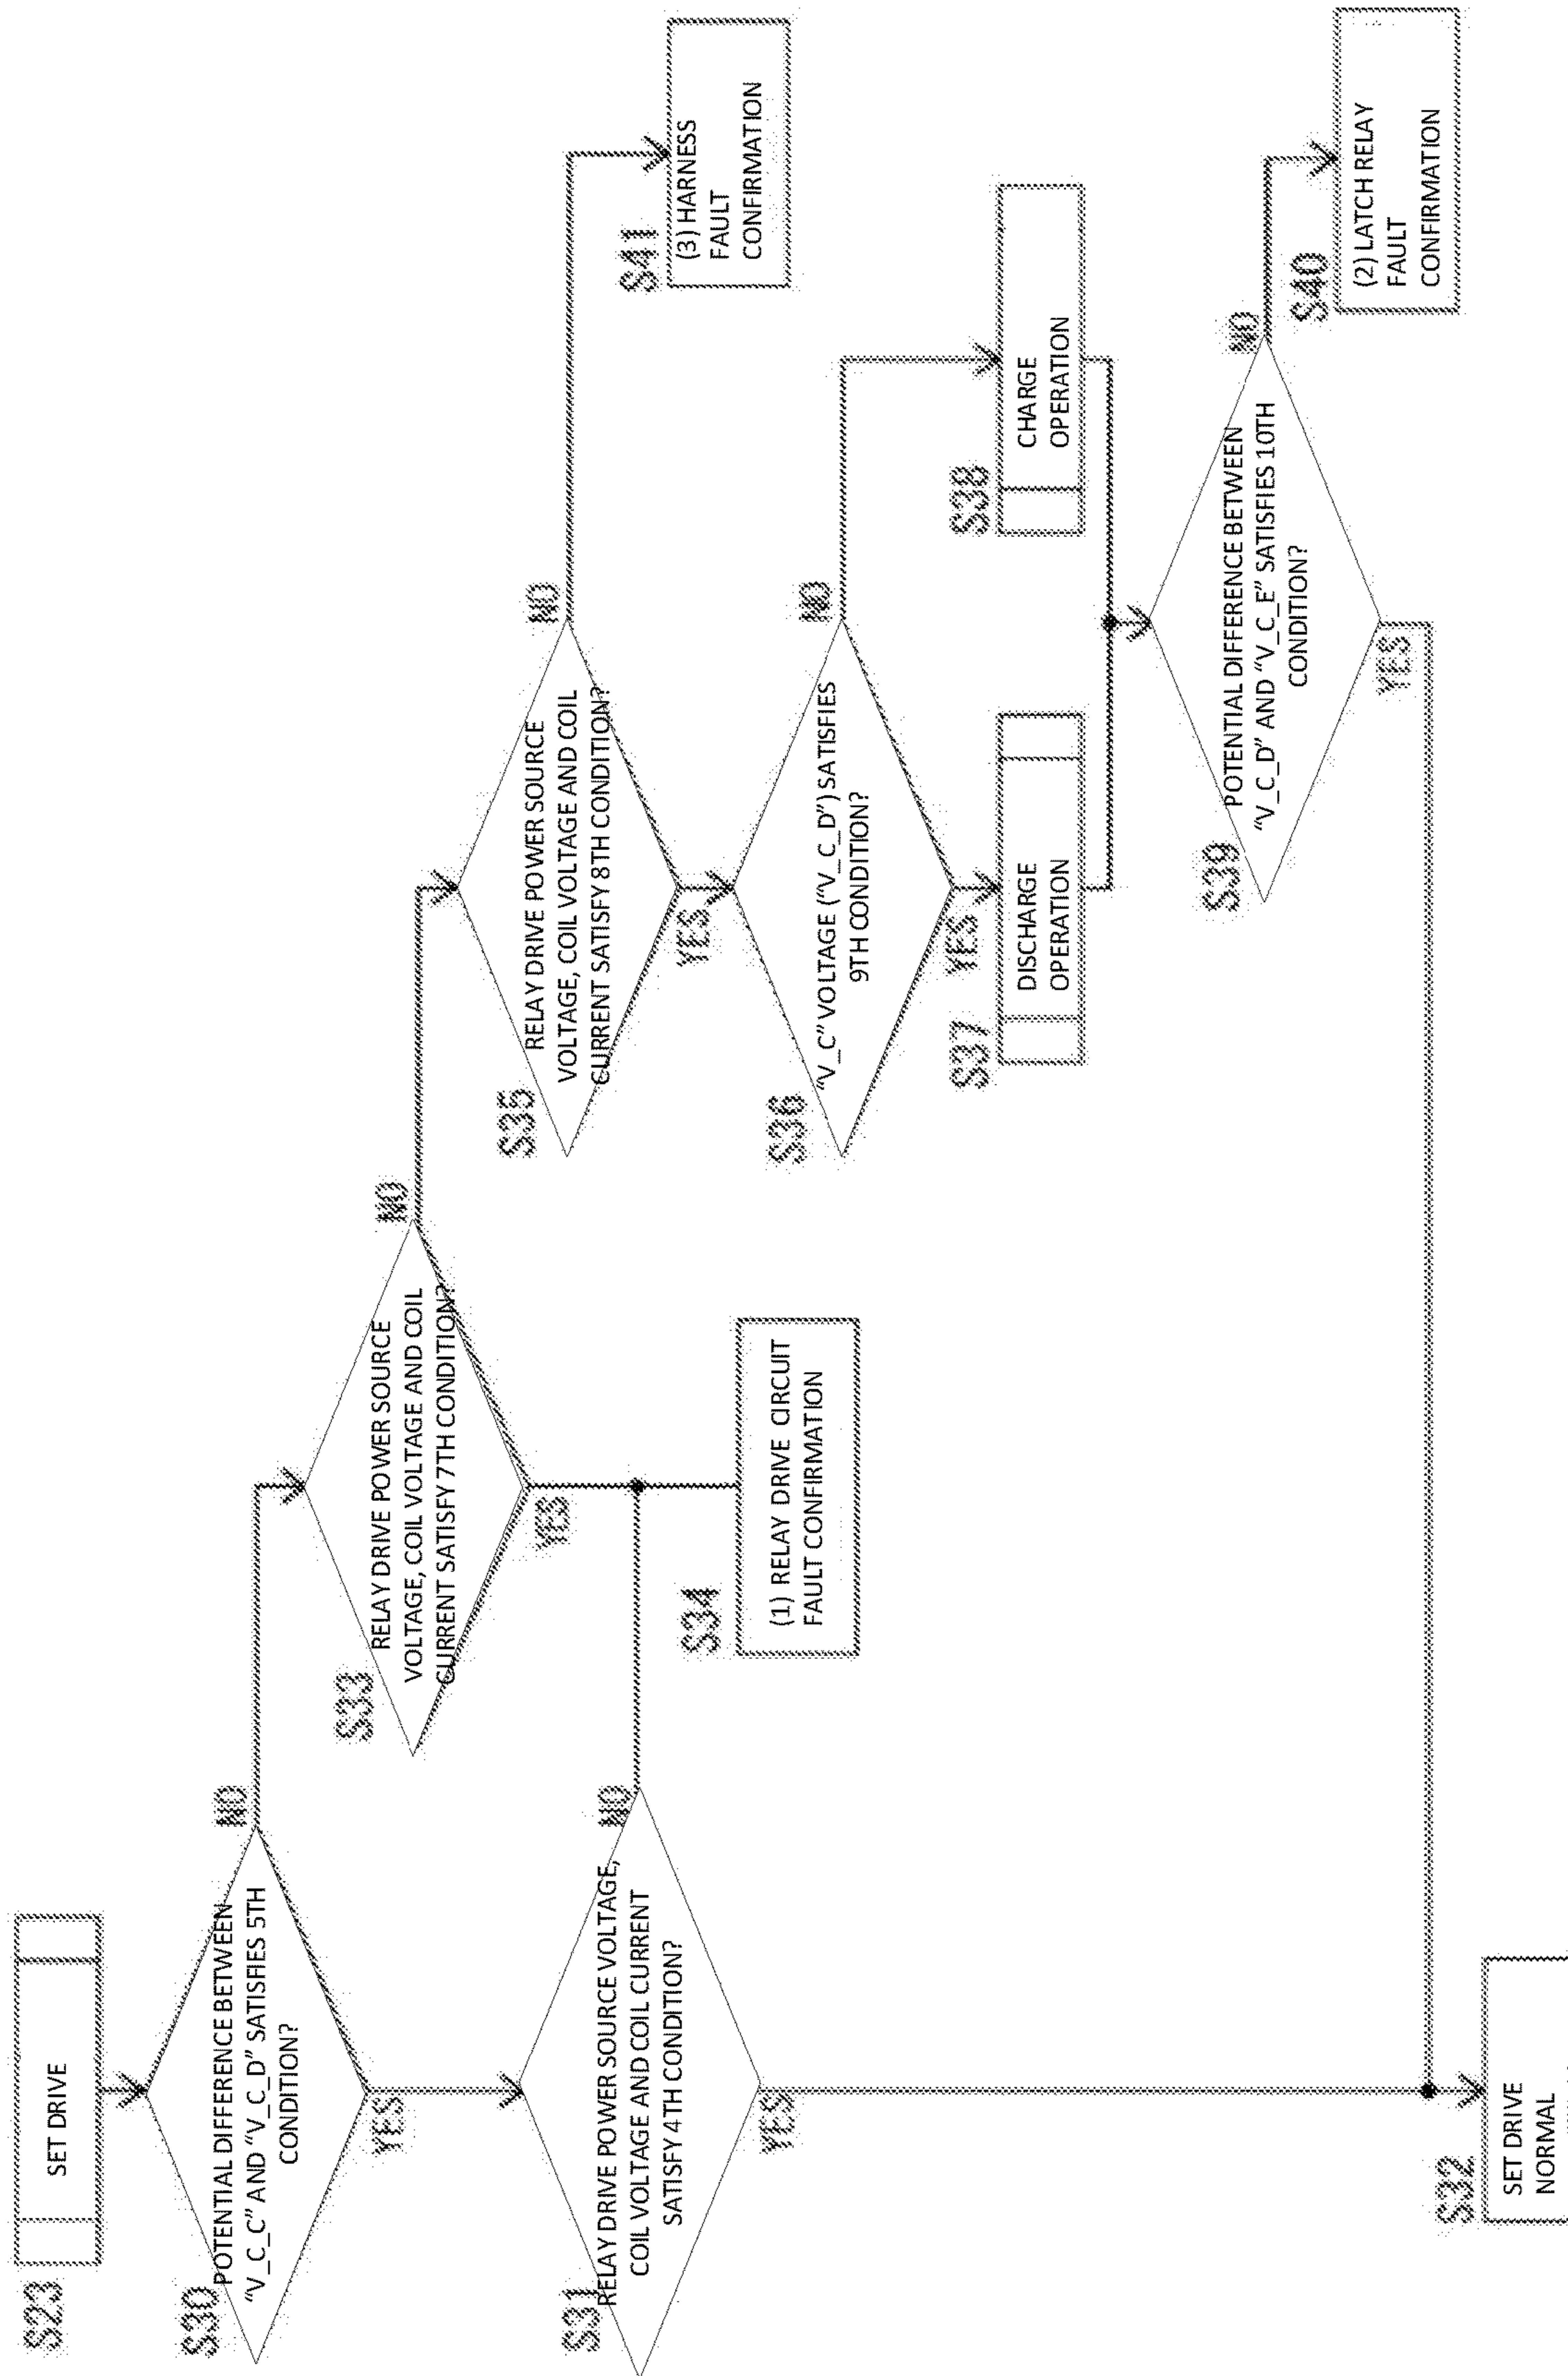 S23
SET DRIVE
S30
POTENTIAL DIFFERENCE BETWEEN
"V_C_C" AND "V_C_D" SATISFIES 5TH
CONDITION?
NO
YES
S31
RELAY DRIVE POWER SOURCE VOLTAGE,
COIL VOLTAGE AND COIL CURRENT
SATISFY 4TH CONDITION?
NO
YES
S32
SET DRIVE
NORMAL
S33
RELAY DRIVE POWER SOURCE
VOLTAGE, COIL VOLTAGE AND COIL
CURRENT SATISFY 7TH CONDITION?
NO
YES
S34
(1) RELAY DRIVE CIRCUIT
FAULT CONFIRMATION
S35
RELAY DRIVE POWER SOURCE
VOLTAGE, COIL VOLTAGE AND COIL
CURRENT SATISFY 8TH CONDITION?
NO
YES
S36
"V_C" VOLTAGE ("V_C_D") SATISFIES
9TH CONDITION?
NO
YES
S37
DISCHARGE
OPERATION
S38
CHARGE
OPERATION
S39
POTENTIAL DIFFERENCE BETWEEN
"V_C_D" AND "V_C_E" SATISFIES 10TH
CONDITION?
NO
YES
S40
(2) LATCH RELAY
FAULT
CONFIRMATION
S41
(3) HARNESS
FAULT
CONFIRMATION